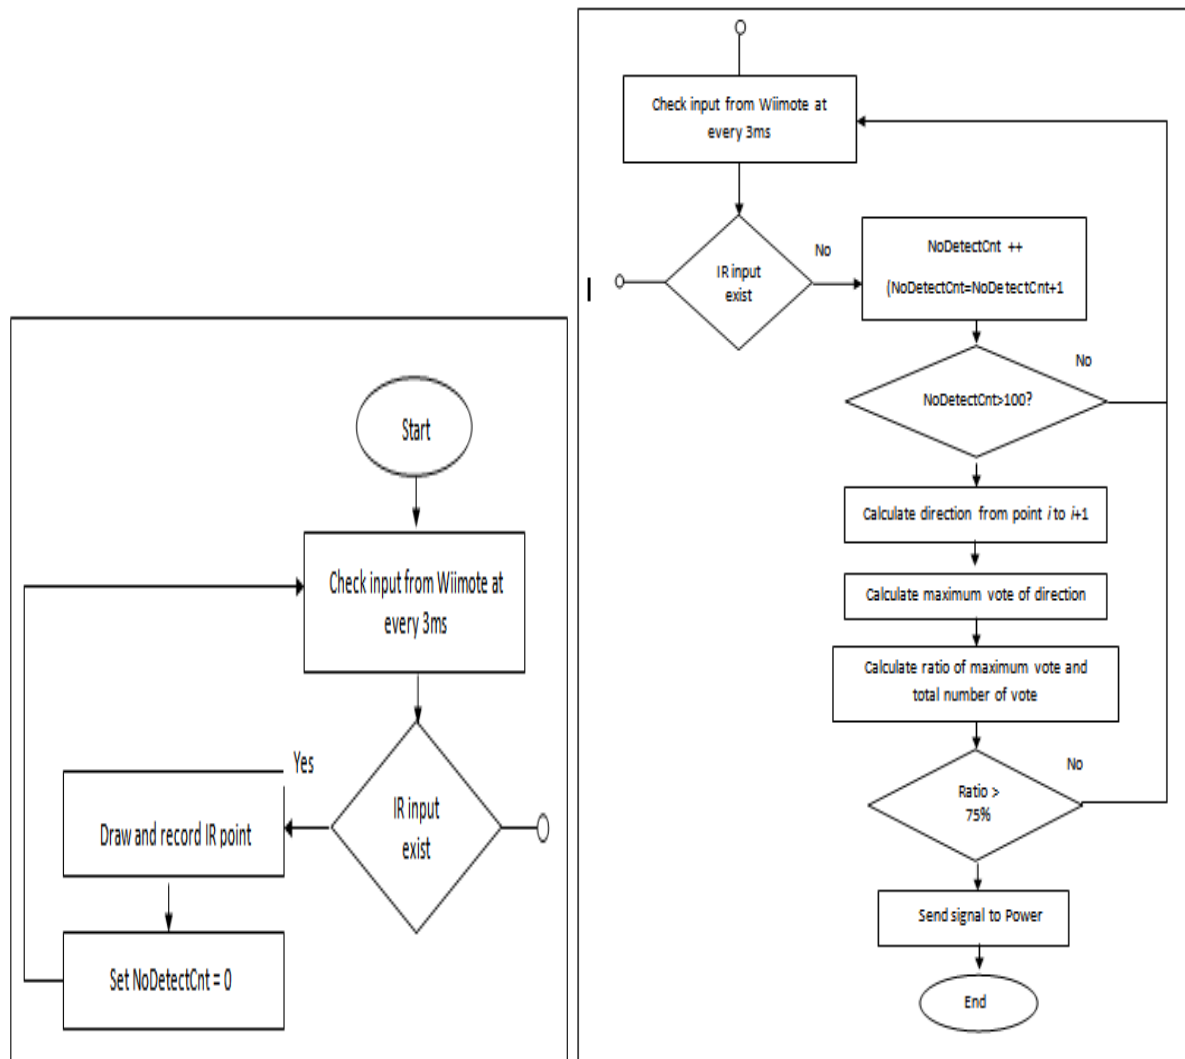 Start
Check input from Wiimote at
every 3ms
IR input
exist
Yes
Draw and record IR point
Set NoDetectCnt = 0
Check input from Wiimote at
every 3ms
IR input
exist
No
NoDetectCnt ++
(NoDetectCnt=NoDetectCnt+1
NoDetectCnt>100?
No
Calculate direction from point i to i+1
Calculate maximum vote of direction
Calculate ratio of maximum vote and
total number of vote
Ratio >
75%
No
Send signal to Power
End